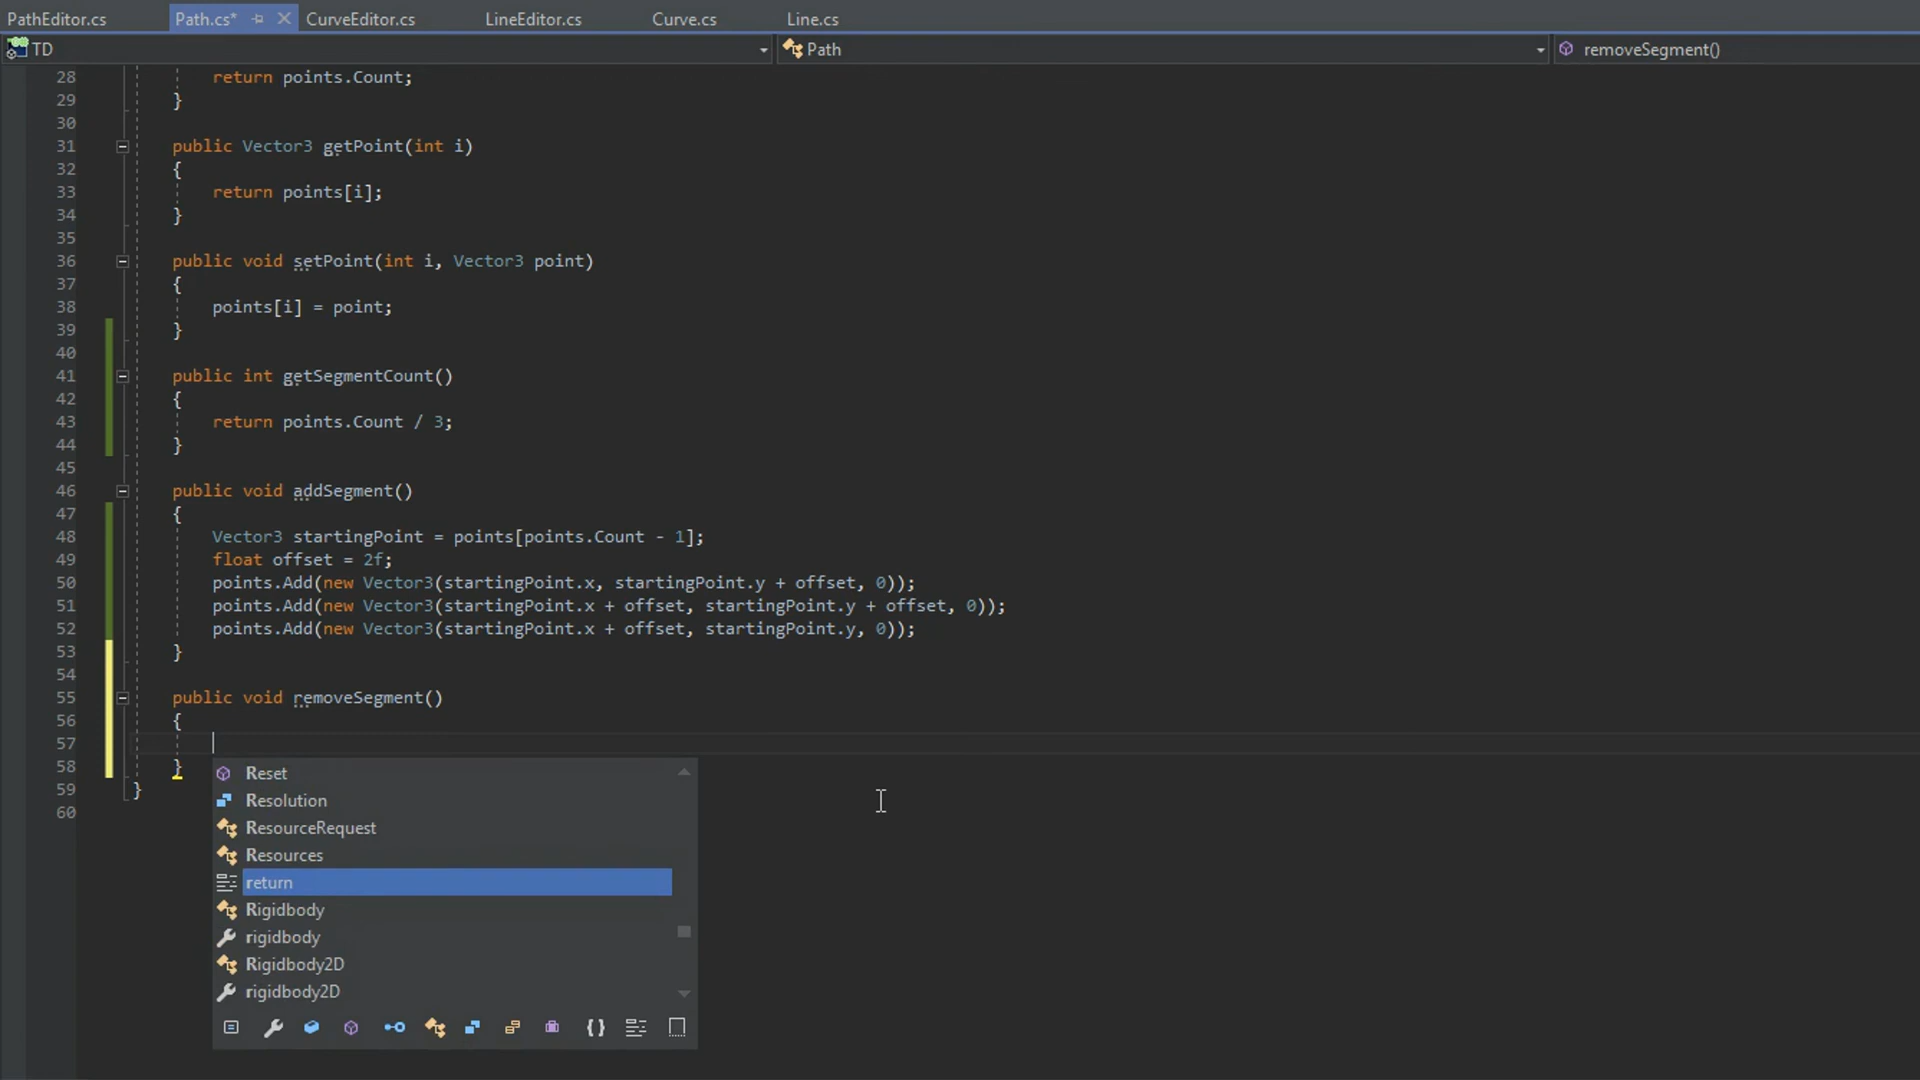 PathEditor.cs Path.cs* CurveEditor.cs LineEditor.cs Curve.cs Line.cs
TD Path removeSegment()
28 return points.Count;
29 }
30
31 public Vector3 getPoint(int i)
32 {
33 return points[i];
34 }
35
36 public void setPoint(int i, Vector3 point)
37 {
38 points[i] = point;
39 }
40
41 public int getSegmentCount()
42 {
43 return points.Count / 3;
44 }
45
46 public void addSegment()
47 {
48 Vector3 startingPoint = points[points.Count - 1];
49 float offset = 2f;
50 points.Add(new Vector3(startingPoint.x, startingPoint.y + offset, 0));
51 points.Add(new Vector3(startingPoint.x + offset, startingPoint.y + offset, 0));
52 points.Add(new Vector3(startingPoint.x + offset, startingPoint.y, 0));
53 }
54
55 public void removeSegment()
56 {
57
58 }
59 }
60
Reset
Resolution
ResourceRequest
Resources
return
Rigidbody
rigidbody
Rigidbody2D
rigidbody2D